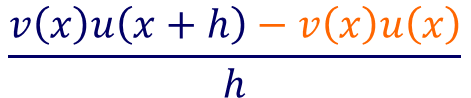 v(x)u(x + h) − v(x)u(x)
h